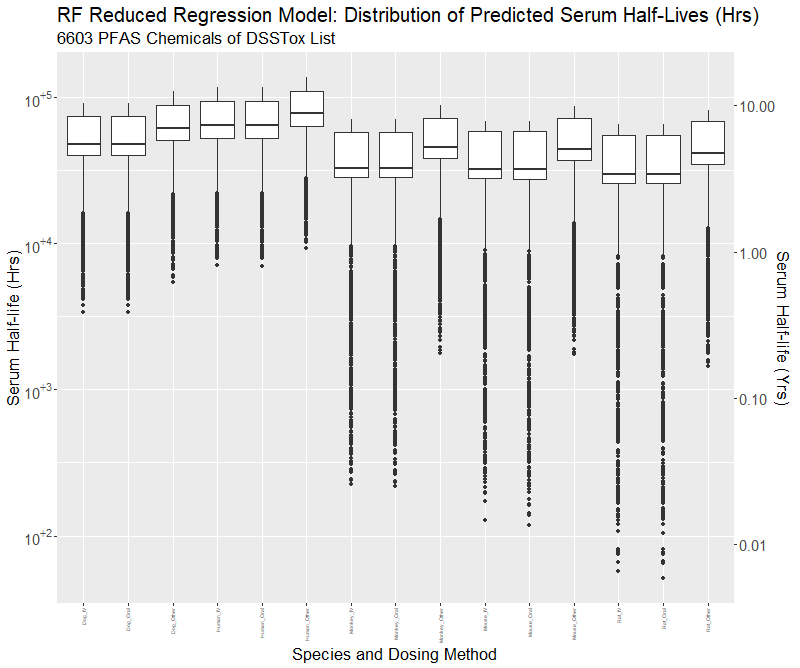 RF Reduced Regression Model: Distribution of Predicted Serum Half-Lives (Hrs)
6603 PFAS Chemicals of DSSTox List
Serum Half-life (Hrs)
10+5
10+4
10+3
10+2
10.00
1.00
0.10
0.01
Serum Half-life (Yrs)
Dog_IV
Dog_Oral
Dog_Other
Human_IV
Human_Oral
Human_Other
Monkey_IV
Monkey_Oral
Monkey_Other
Mouse_IV
Mouse_Oral
Mouse_Other
Rat_IV
Rat_Oral
Rat_Other
Species and Dosing Method